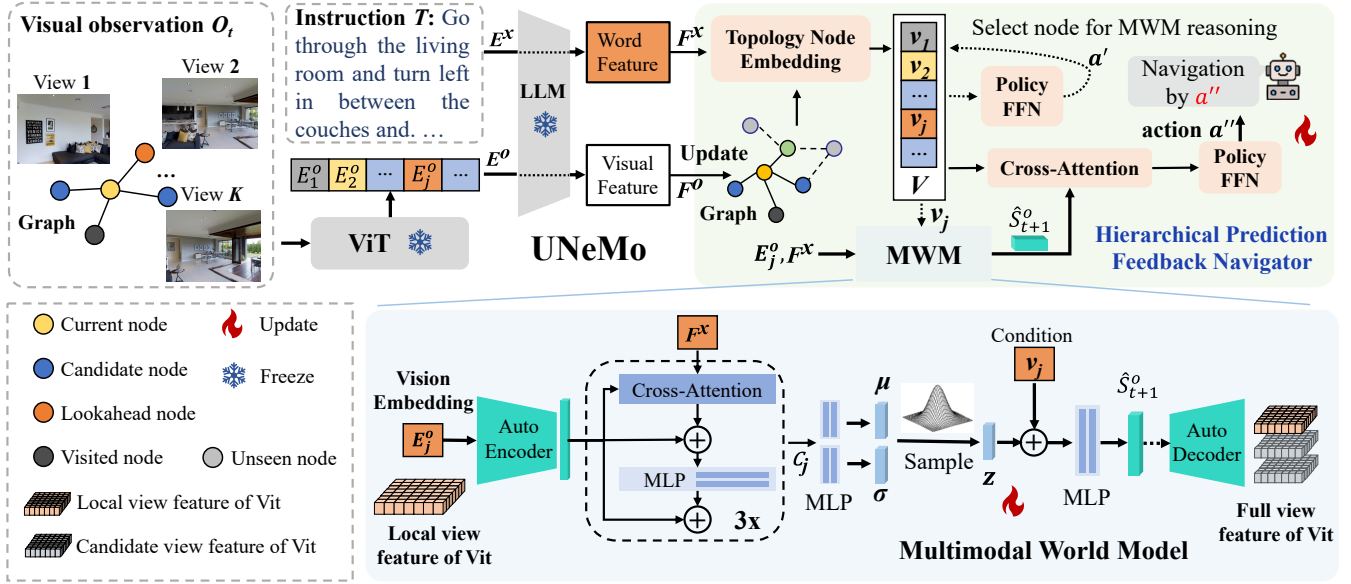 Visual observation O_t
View 1
View 2
...
View K
Graph
Instruction T: Go
through the living
room and turn left
in between the
couches and. …
E_1^o E_2^o ... E_j^o ...
ViT
E^x
E^o
LLM
UNeMo
Word
Feature
Visual
Feature
F^x
Update
F^o
Topology Node
Embedding
Graph
E_j^o, F^x
v_1
v_2
...
v_j
...
V
v_j
MWM
Select node for MWM reasoning
a'
Policy
FFN
Navigation
by a''
action a''
Cross-Attention
Policy
FFN
Ŝ_{t+1}^o
Hierarchical Prediction
Feedback Navigator
Current node
Update
Candidate node
Freeze
Lookahead node
Visited node
Unseen node
Local view feature of Vit
Candidate view feature of Vit
Vision
Embedding
E_j^o
Local view
feature of Vit
Auto
Encoder
F^x
Cross-Attention
MLP
3x
C_j
MLP
μ
σ
Sample
z
Condition
v_j
MLP
Ŝ_{t+1}^o
Auto
Decoder
Full view
feature of Vit
Multimodal World Model